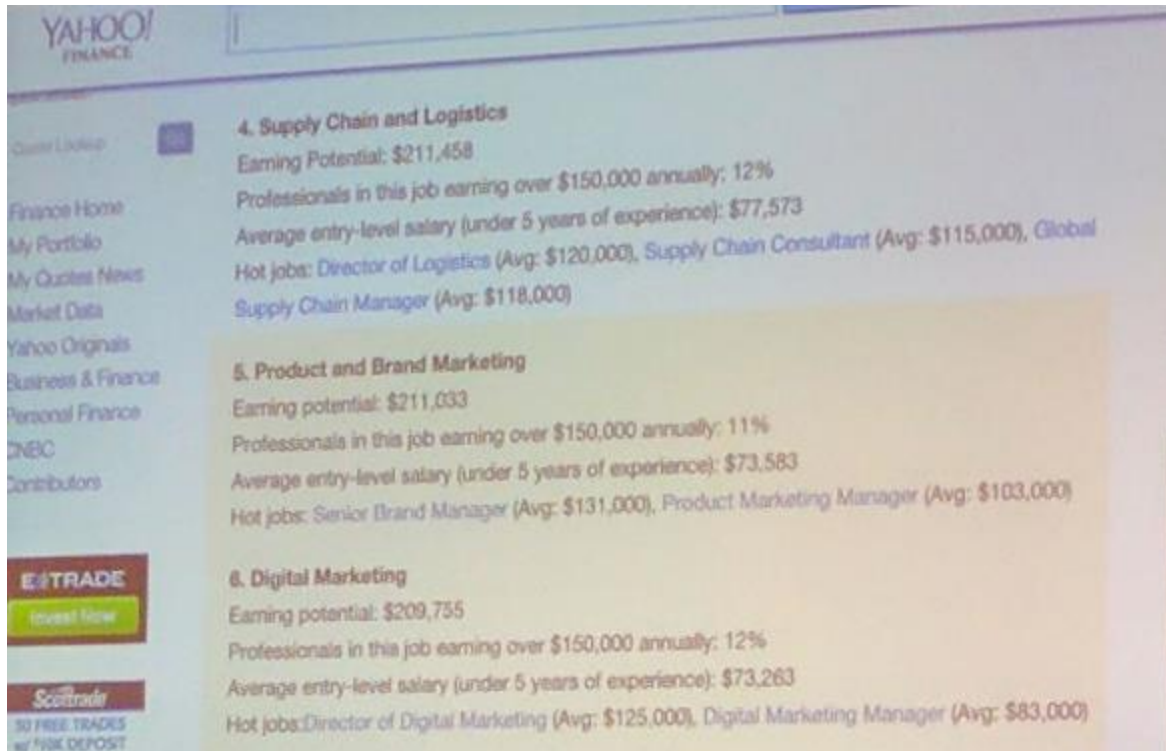 YAHOO!
FINANCE
Quote Lookup
Finance Home
My Portfolio
My Quotes News
Market Data
Yahoo Originals
Business & Finance
Personal Finance
CNBC
Contributors
E*TRADE
Invest Now
Scottrade
50 FREE TRADES
4. Supply Chain and Logistics
Earning Potential: $211,458
Professionals in this job earning over $150,000 annually: 12%
Average entry-level salary (under 5 years of experience): $77,573
Hot jobs: Director of Logistics (Avg: $120,000), Supply Chain Consultant (Avg: $115,000), Global
Supply Chain Manager (Avg: $118,000)
5. Product and Brand Marketing
Earning potential: $211,033
Professionals in this job earning over $150,000 annually: 11%
Average entry-level salary (under 5 years of experience): $73,583
Hot jobs: Senior Brand Manager (Avg: $131,000), Product Marketing Manager (Avg: $103,000)
6. Digital Marketing
Earning potential: $209,755
Professionals in this job earning over $150,000 annually: 12%
Average entry-level salary (under 5 years of experience): $73,263
Hot jobs:Director of Digital Marketing (Avg: $125,000), Digital Marketing Manager (Avg: $83,000)